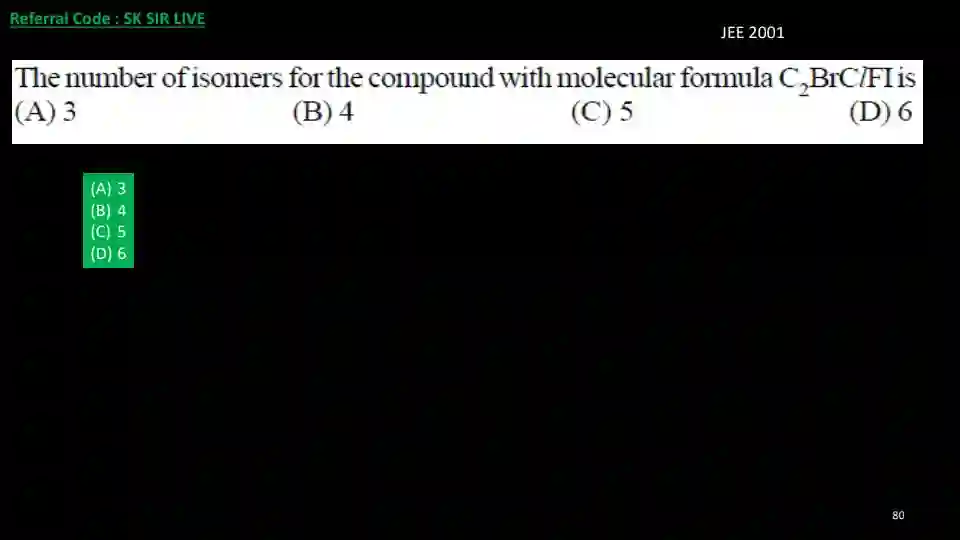 Referral Code : SK SIR LIVE
JEE 2001
The number of isomers for the compound with molecular formula C₂BrClFI is
(A) 3 (B) 4 (C) 5 (D) 6
(A) 3
(B) 4
(C) 5
(D) 6
80